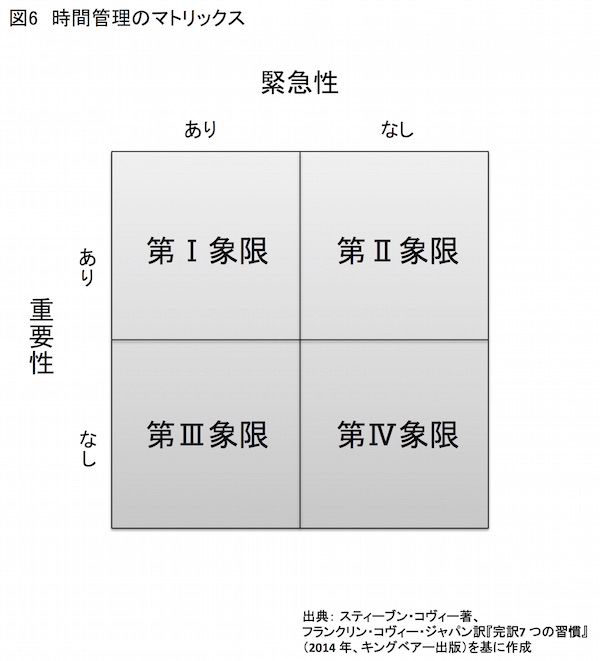 図6 時間管理のマトリックス
緊急性
あり
なし
重要性
あり
第Ⅰ象限
第Ⅱ象限
なし
第Ⅲ象限
第Ⅳ象限
出典： スティーブン・コヴィー著、
フランクリン・コヴィー・ジャパン訳『完訳7つの習慣』
（2014年、キングベアー出版）を基に作成